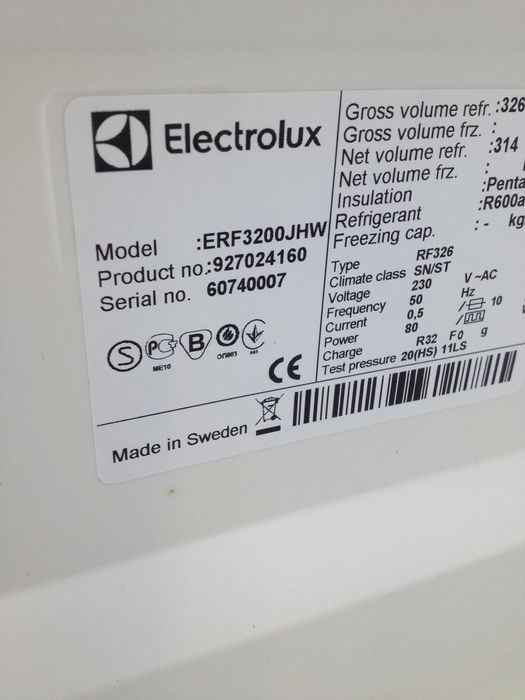 Electrolux
Model :ERF3200JHW
Product no.:927024160
Serial no. 60740007
ME10
B
ОП003
Made in Sweden
CE
Gross volume refr. :326
Gross volume frz. :
Net volume refr. :314
Net volume frz. :
Insulation :Penta
Refrigerant :R600a
Freezing cap. :- kg
Type RF326
Climate class SN/ST
Voltage 230 V ~AC
Frequency 50 Hz
Current 0,5 / 10
Power 80 /
Charge R32 F0 g
Test pressure 20(HS) 11LS